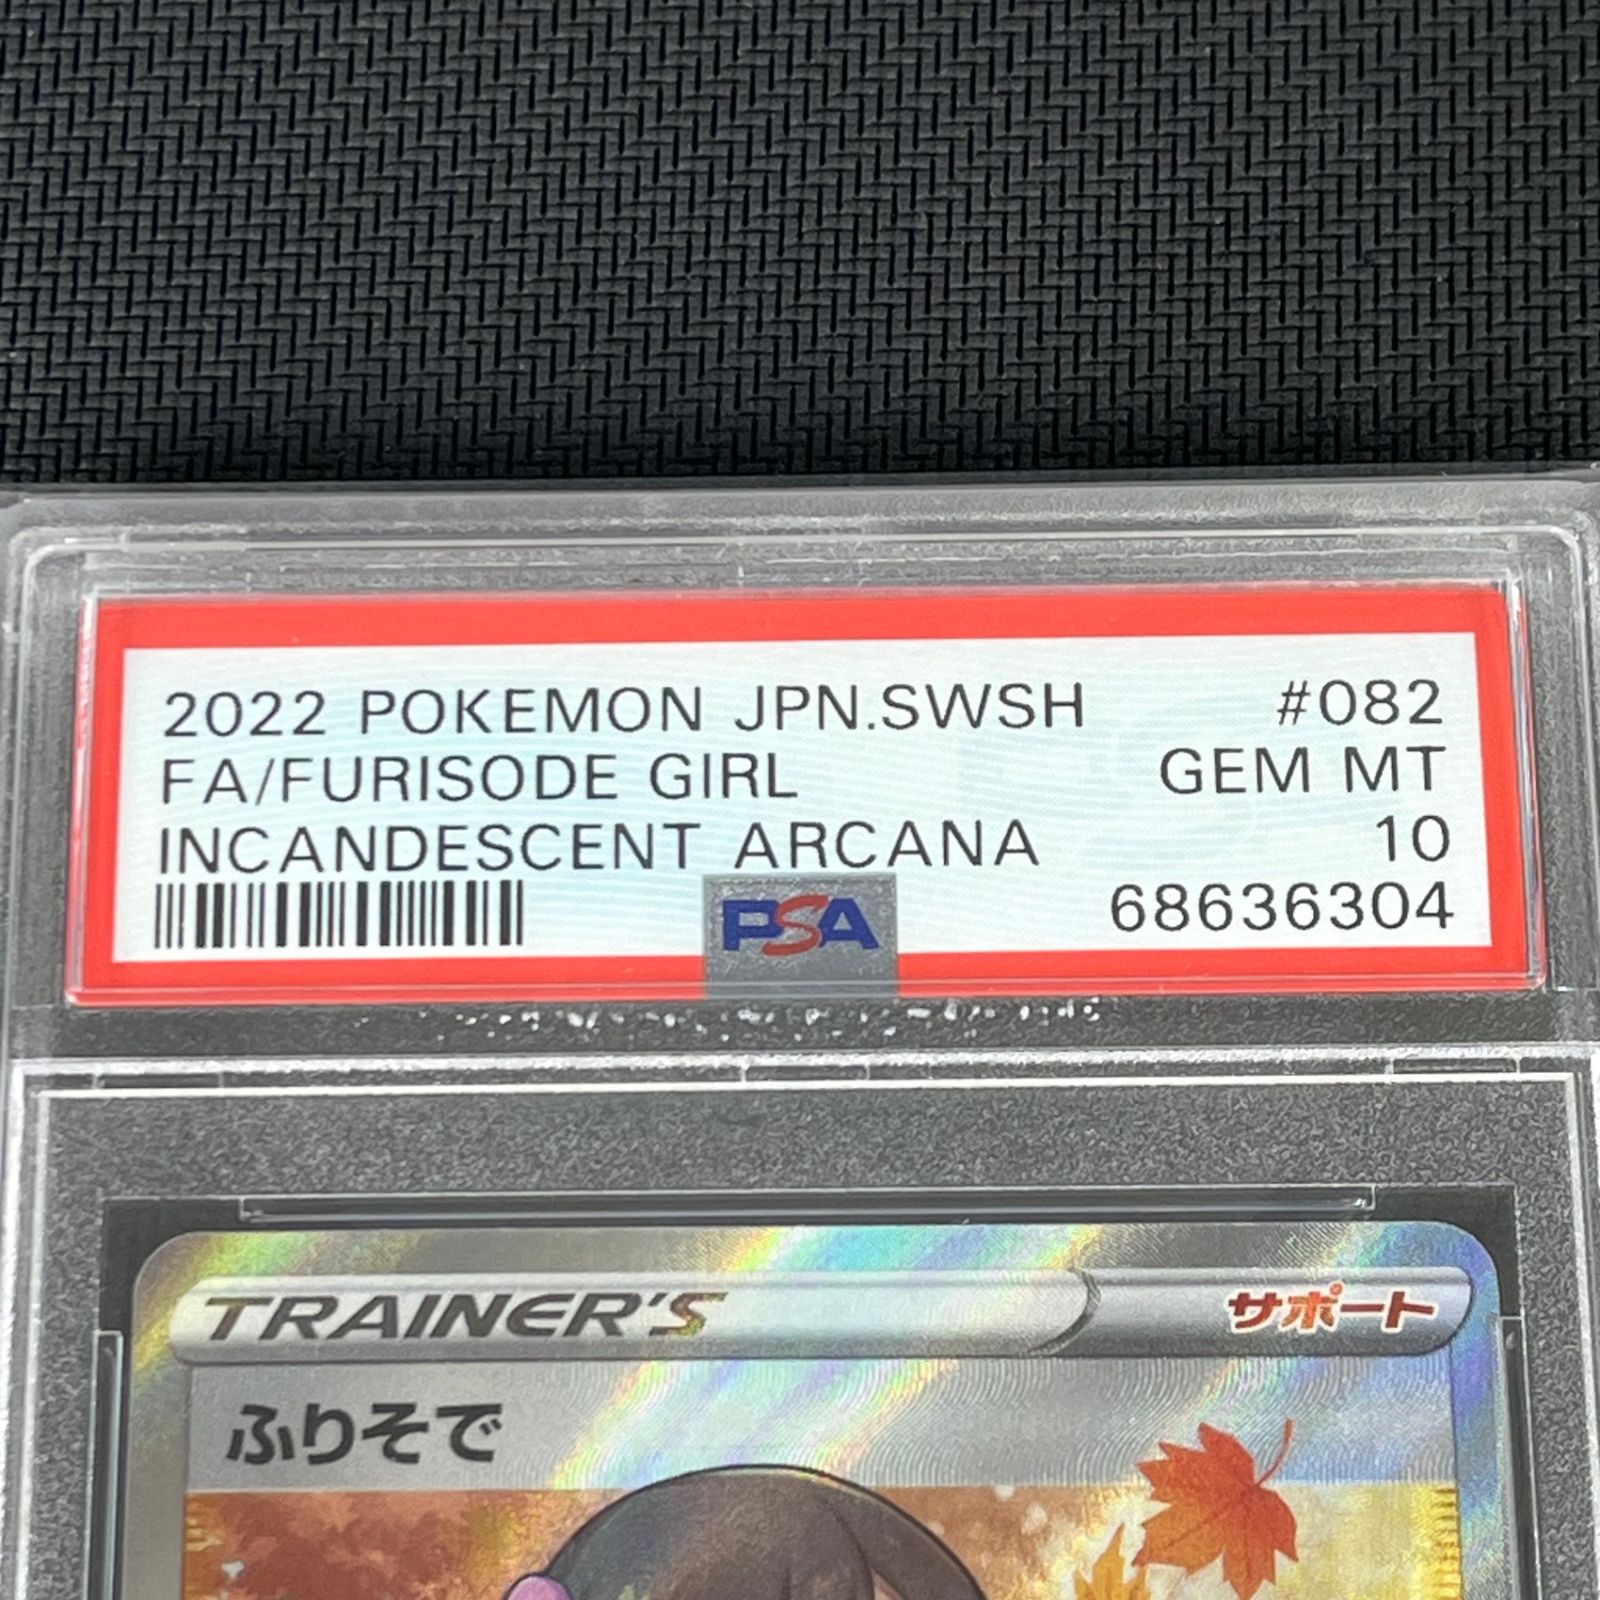 2022 POKEMON JPN.SWSH #082
FA/FURISODE GIRL GEM MT
INCANDESCENT ARCANA 10
PSA 68636304
TRAINER'S サポート
ふりそで